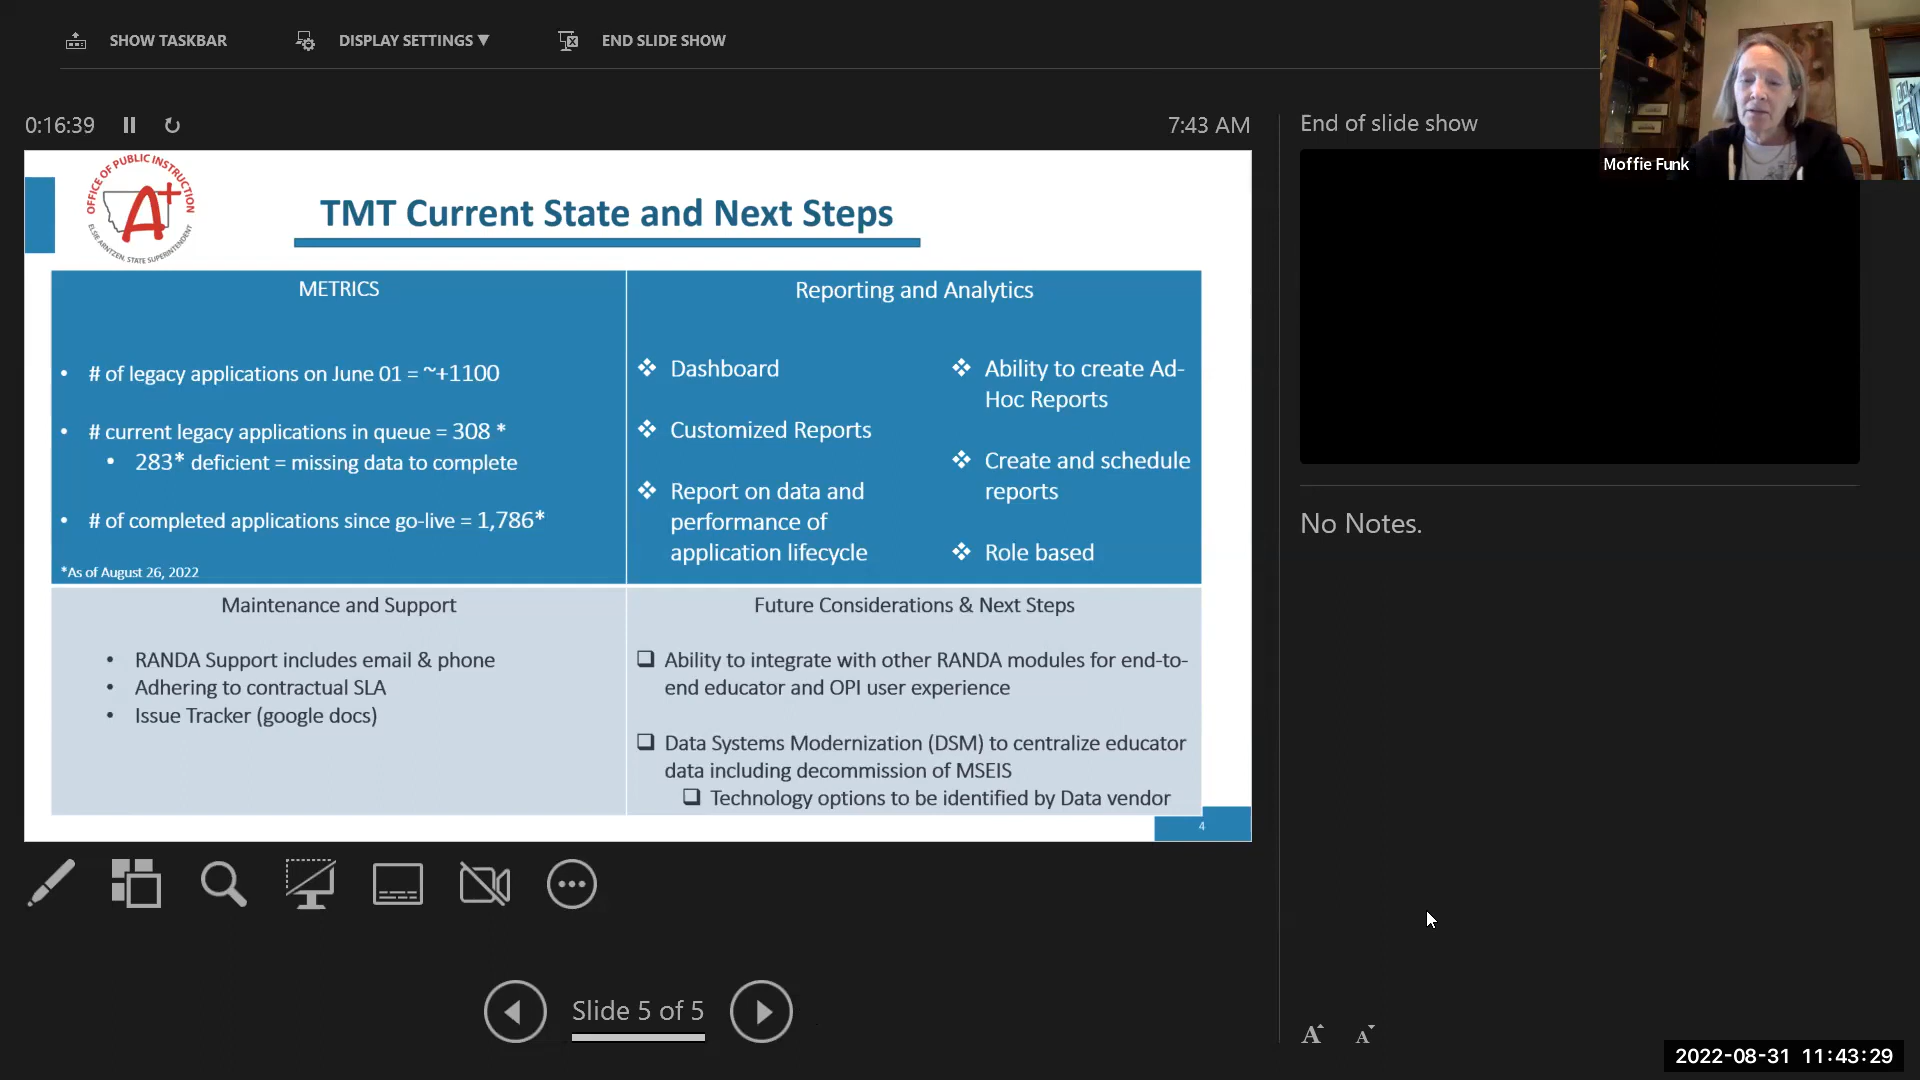 SHOW TASKBAR
DISPLAY SETTINGS ▼
END SLIDE SHOW
0:16:39
7:43 AM
End of slide show
Moffie Funk
OFFICE OF PUBLIC INSTRUCTION
A+
ELSIE ARNTZEN, STATE SUPERINTENDENT
TMT Current State and Next Steps
METRICS
• # of legacy applications on June 01 = ~+1100
• # current legacy applications in queue = 308 *
• 283* deficient = missing data to complete
• # of completed applications since go-live = 1,786*
*As of August 26, 2022
Reporting and Analytics
❖ Dashboard
❖ Customized Reports
❖ Report on data and
performance of
application lifecycle
❖ Ability to create Ad-
Hoc Reports
❖ Create and schedule
reports
❖ Role based
Maintenance and Support
• RANDA Support includes email & phone
• Adhering to contractual SLA
• Issue Tracker (google docs)
Future Considerations & Next Steps
❑ Ability to integrate with other RANDA modules for end-to-
end educator and OPI user experience
❑ Data Systems Modernization (DSM) to centralize educator
data including decommission of MSEIS
❑ Technology options to be identified by Data vendor
4
No Notes.
Slide 5 of 5
A A
2022-08-31 11:43:29